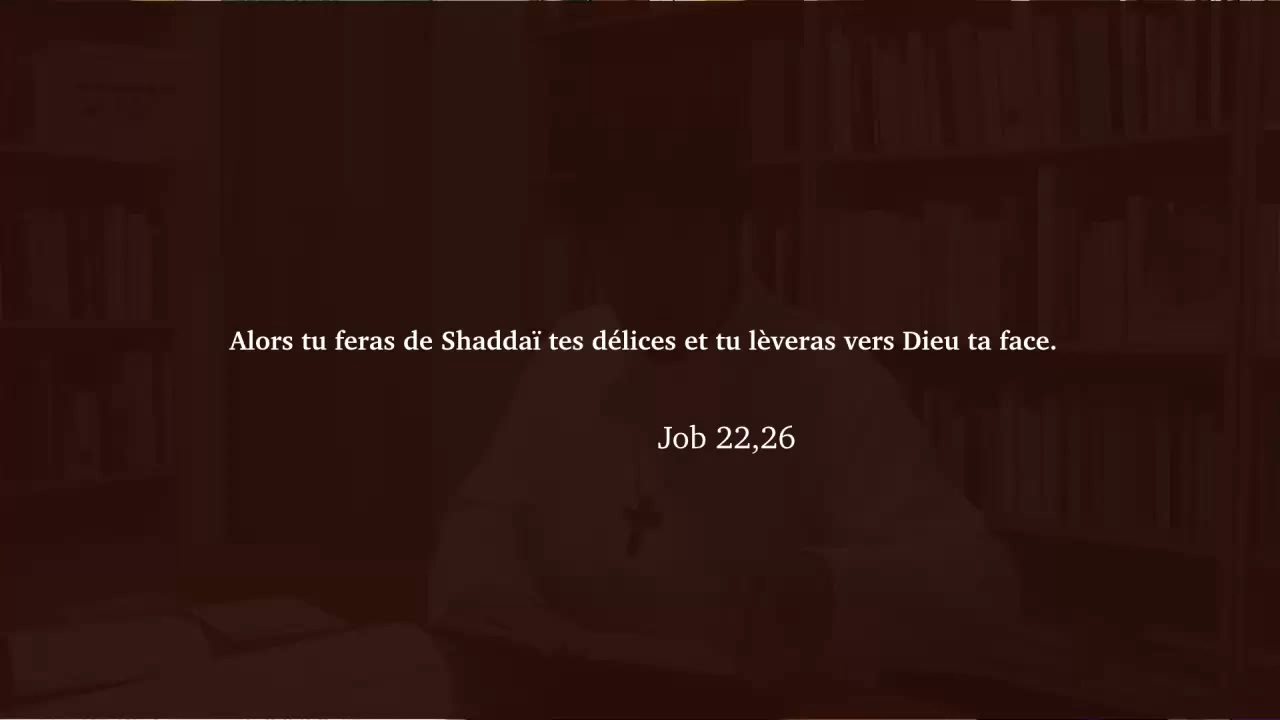 Alors tu feras de Shaddaï tes délices et tu lèveras vers Dieu ta face.
Job 22,26